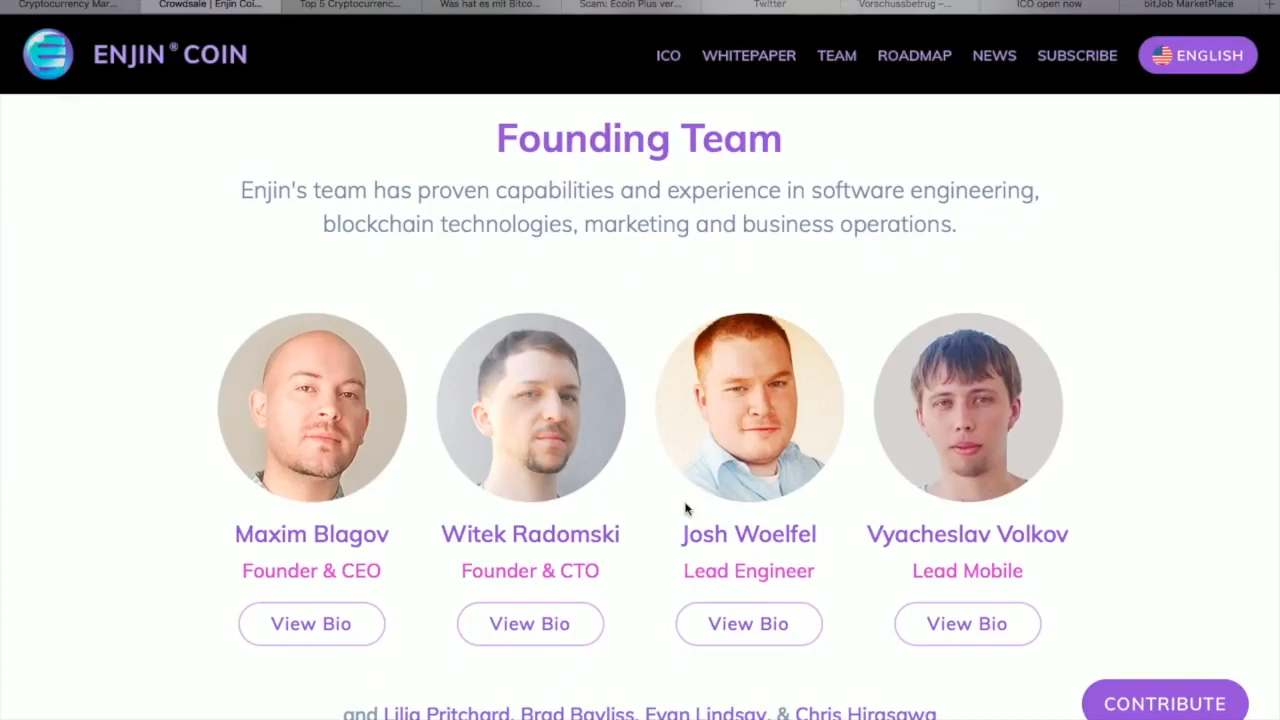 Cryptocurrency Mar... Crowdsale | Enjin Coi... Top 5 Cryptocurrenc... Was hat es mit Bitco... Scam: Ecoin Plus ver... Twitter Vorschussbetrug –... ICO open now bitJob MarketPlace
ENJIN® COIN ICO WHITEPAPER TEAM ROADMAP NEWS SUBSCRIBE ENGLISH
Founding Team
Enjin's team has proven capabilities and experience in software engineering,
blockchain technologies, marketing and business operations.
Maxim Blagov Witek Radomski Josh Woelfel Vyacheslav Volkov
Founder & CEO Founder & CTO Lead Engineer Lead Mobile
View Bio View Bio View Bio View Bio
CONTRIBUTE
and Lilia Pritchard, Brad Bayliss, Evan Lindsay, & Chris Hirasawa